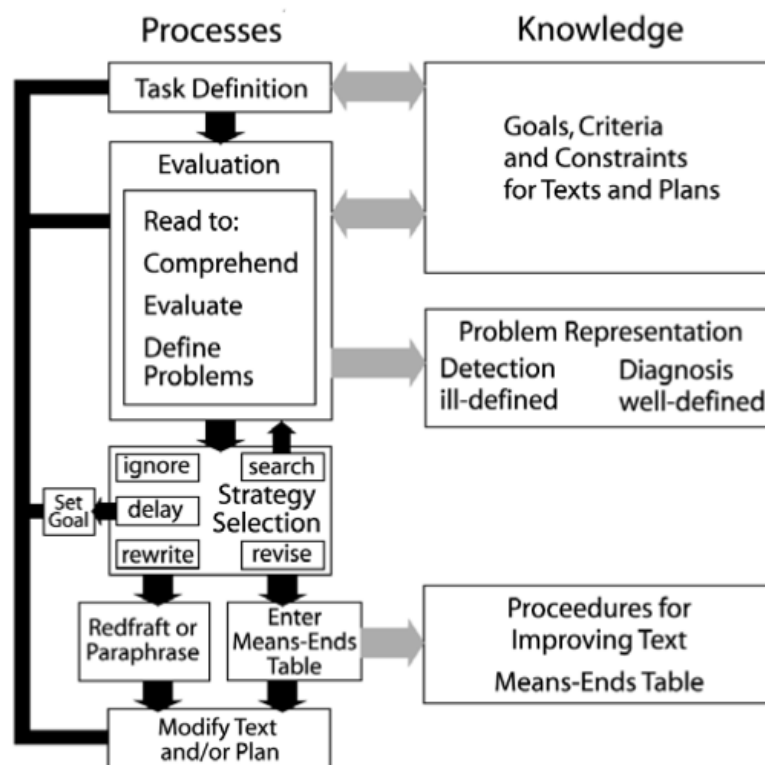 Processes
Knowledge
Task Definition
Goals, Criteria
and Constraints
for Texts and Plans
Evaluation
Read to:
Comprehend
Evaluate
Define
Problems
Problem Representation
Detection
ill-defined
Diagnosis
well-defined
ignore
search
Strategy
Selection
Set
Goal
delay
rewrite
revise
Redfraft or
Paraphrase
Enter
Means-Ends
Table
Proceedures for
Improving Text
Means-Ends Table
Modify Text
and/or Plan